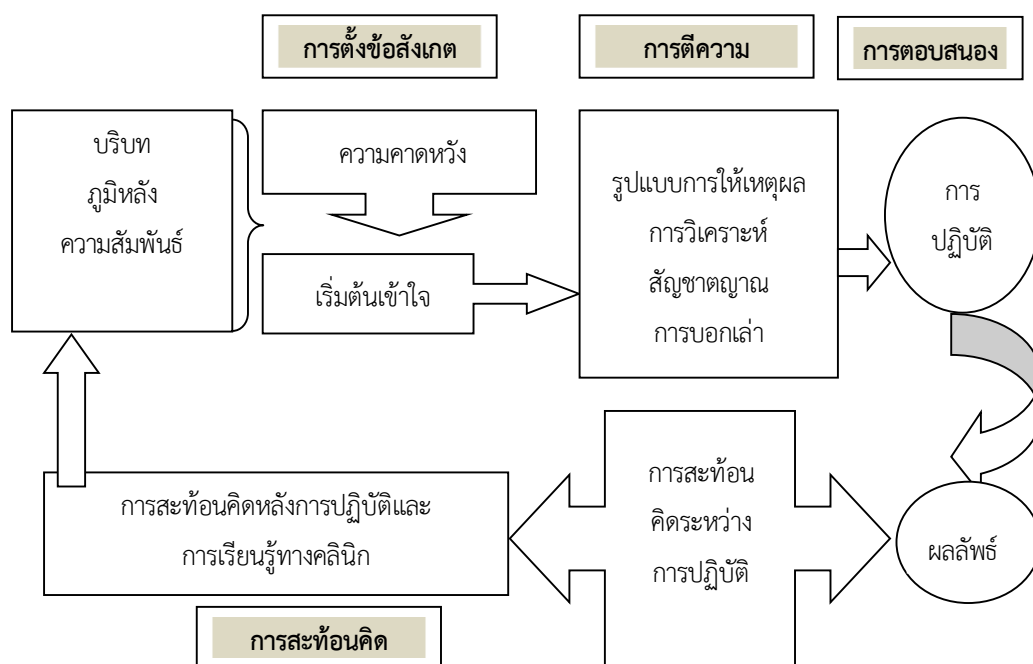 การตั้งข้อสังเกต
การตีความ
การตอบสนอง
บริบท
ภูมิหลัง
ความสัมพันธ์
ความคาดหวัง
เริ่มต้นเข้าใจ
รูปแบบการให้เหตุผล
การวิเคราะห์
สัญชาตญาณ
การบอกเล่า
การ
ปฏิบัติ
การสะท้อนคิดหลังการปฏิบัติและ
การเรียนรู้ทางคลินิก
การสะท้อน
คิดระหว่าง
การปฏิบัติ
ผลลัพธ์
การสะท้อนคิด